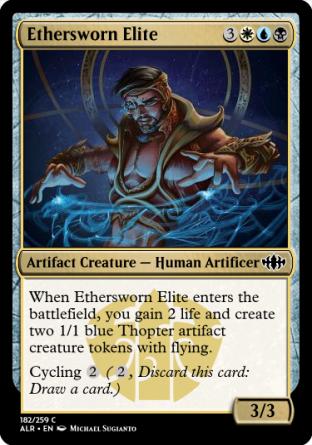 Ethersworn Elite 3
Artifact Creature — Human Artificer
When Ethersworn Elite enters the
battlefield, you gain 2 life and create
two 1/1 blue Thopter artifact
creature tokens with flying.
Cycling 2 ( 2 , Discard this card:
Draw a card.)
3/3
182/259 C
ALR • EN Michael Sugianto